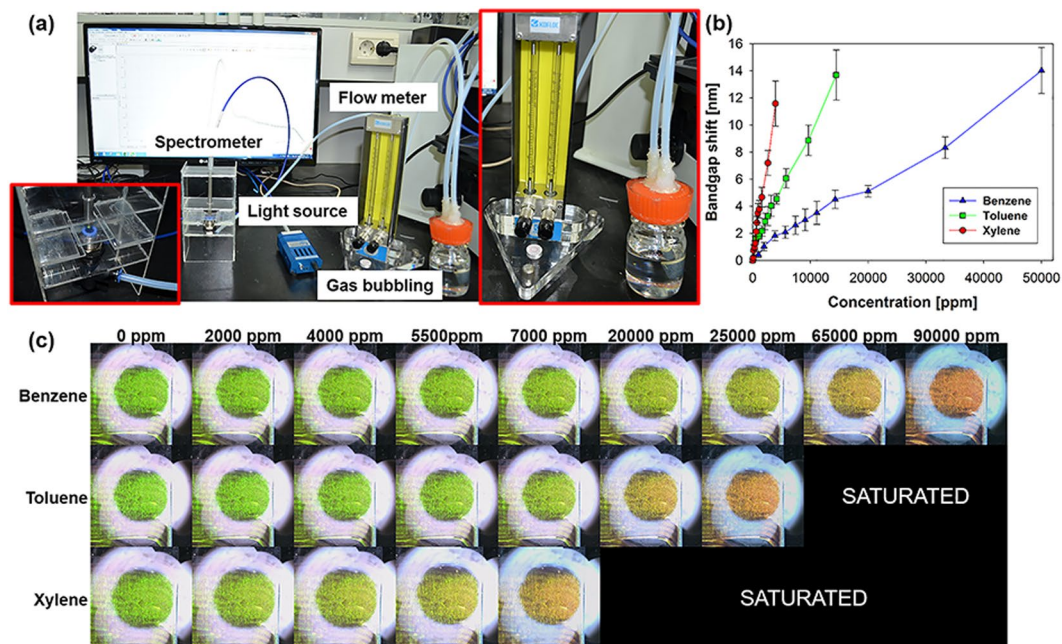 (a)
KOFLOC
Flow meter
Spectrometer
LG
Light source
Gas bubbling
(b)
16
14
12
10
8
6
4
2
0
Bandgap shift [nm]
Benzene
Toluene
Xylene
0 10000 20000 30000 40000 50000
Concentration [ppm]
(c)
0 ppm 2000 ppm 4000 ppm 5500ppm 7000 ppm 20000 ppm 25000 ppm 65000 ppm 90000 ppm
Benzene
Toluene
SATURATED
Xylene
SATURATED